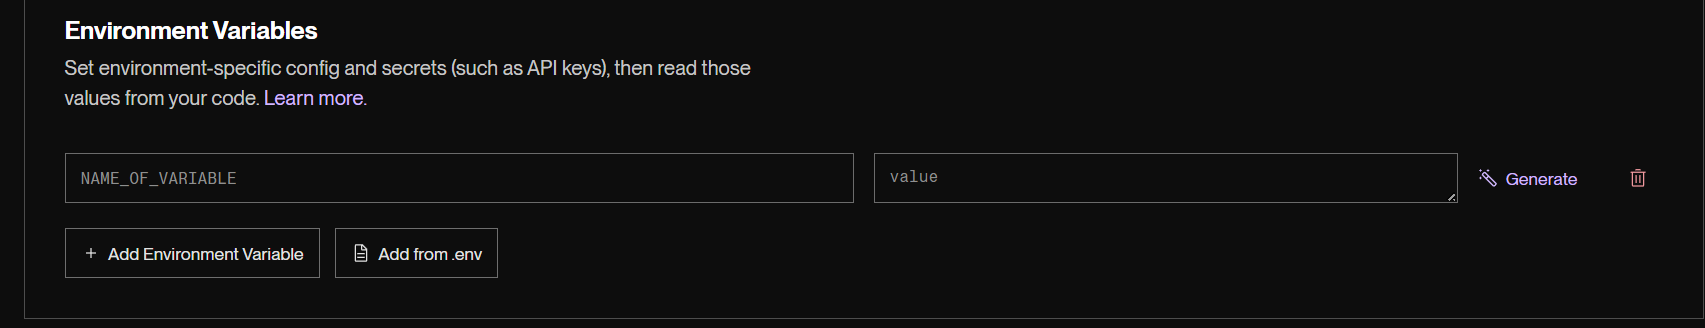 Environment Variables
Set environment-specific config and secrets (such as API keys), then read those
values from your code. Learn more.
NAME_OF_VARIABLE
value
Generate
+ Add Environment Variable
Add from .env